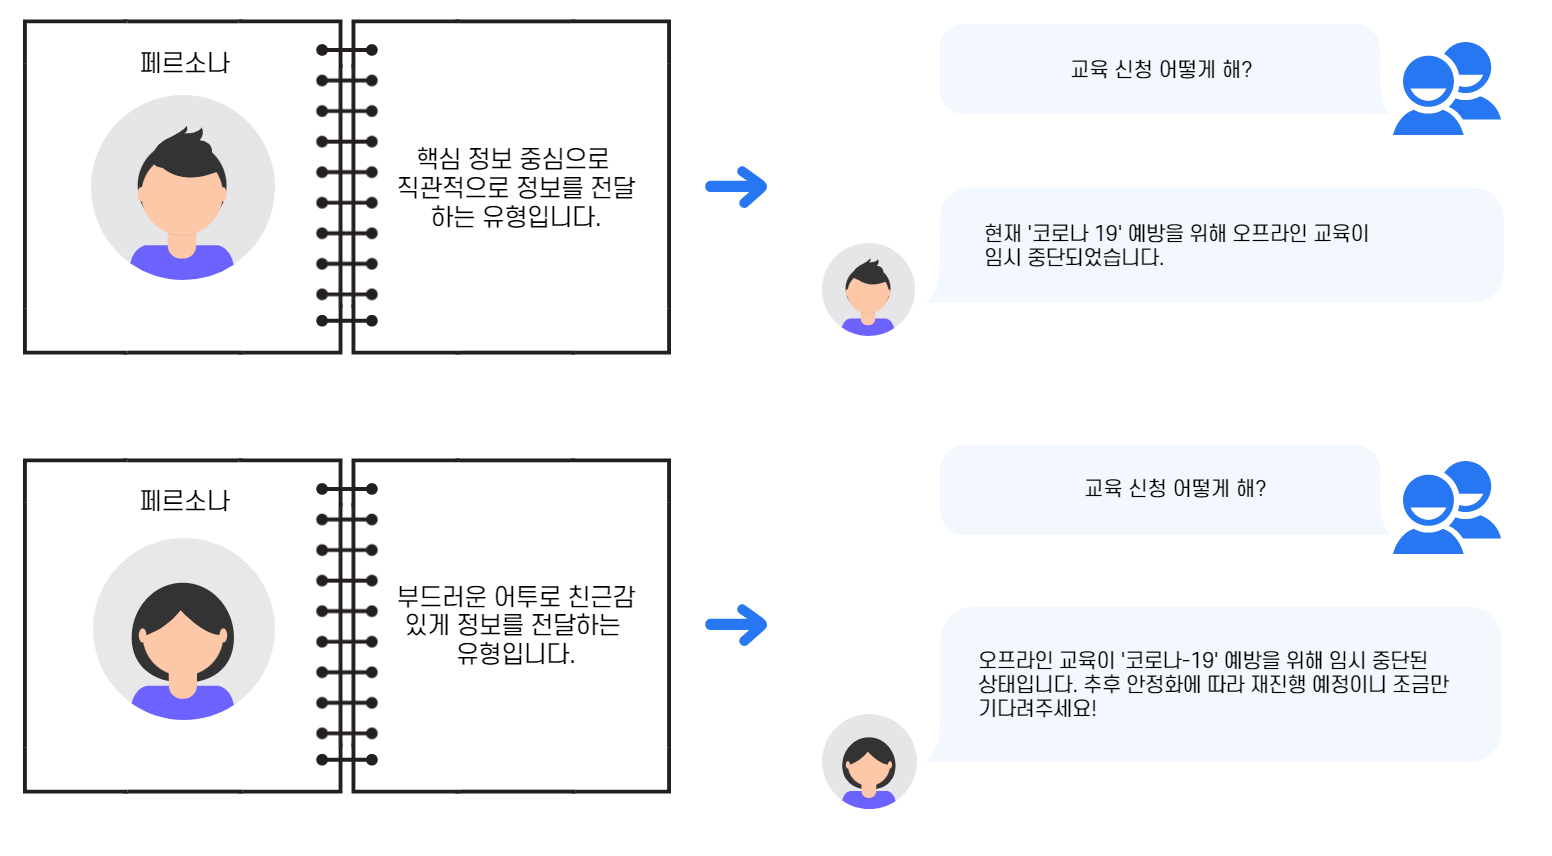 페르소나
핵심 정보 중심으로
직관적으로 정보를 전달
하는 유형입니다.
교육 신청 어떻게 해?
현재 '코로나 19' 예방을 위해 오프라인 교육이
임시 중단되었습니다.
페르소나
부드러운 어투로 친근감
있게 정보를 전달하는
유형입니다.
교육 신청 어떻게 해?
오프라인 교육이 '코로나-19' 예방을 위해 임시 중단된
상태입니다. 추후 안정화에 따라 재진행 예정이니 조금만
기다려주세요!